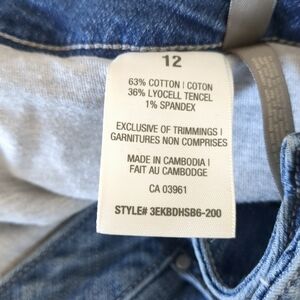 12
63% COTTON | COTON
36% LYOCELL TENCEL
1% SPANDEX
EXCLUSIVE OF TRIMMINGS |
GARNITURES NON COMPRISES
MADE IN CAMBODIA |
FAIT AU CAMBODGE
CA 03961
STYLE# 3EKBDHSB6-200